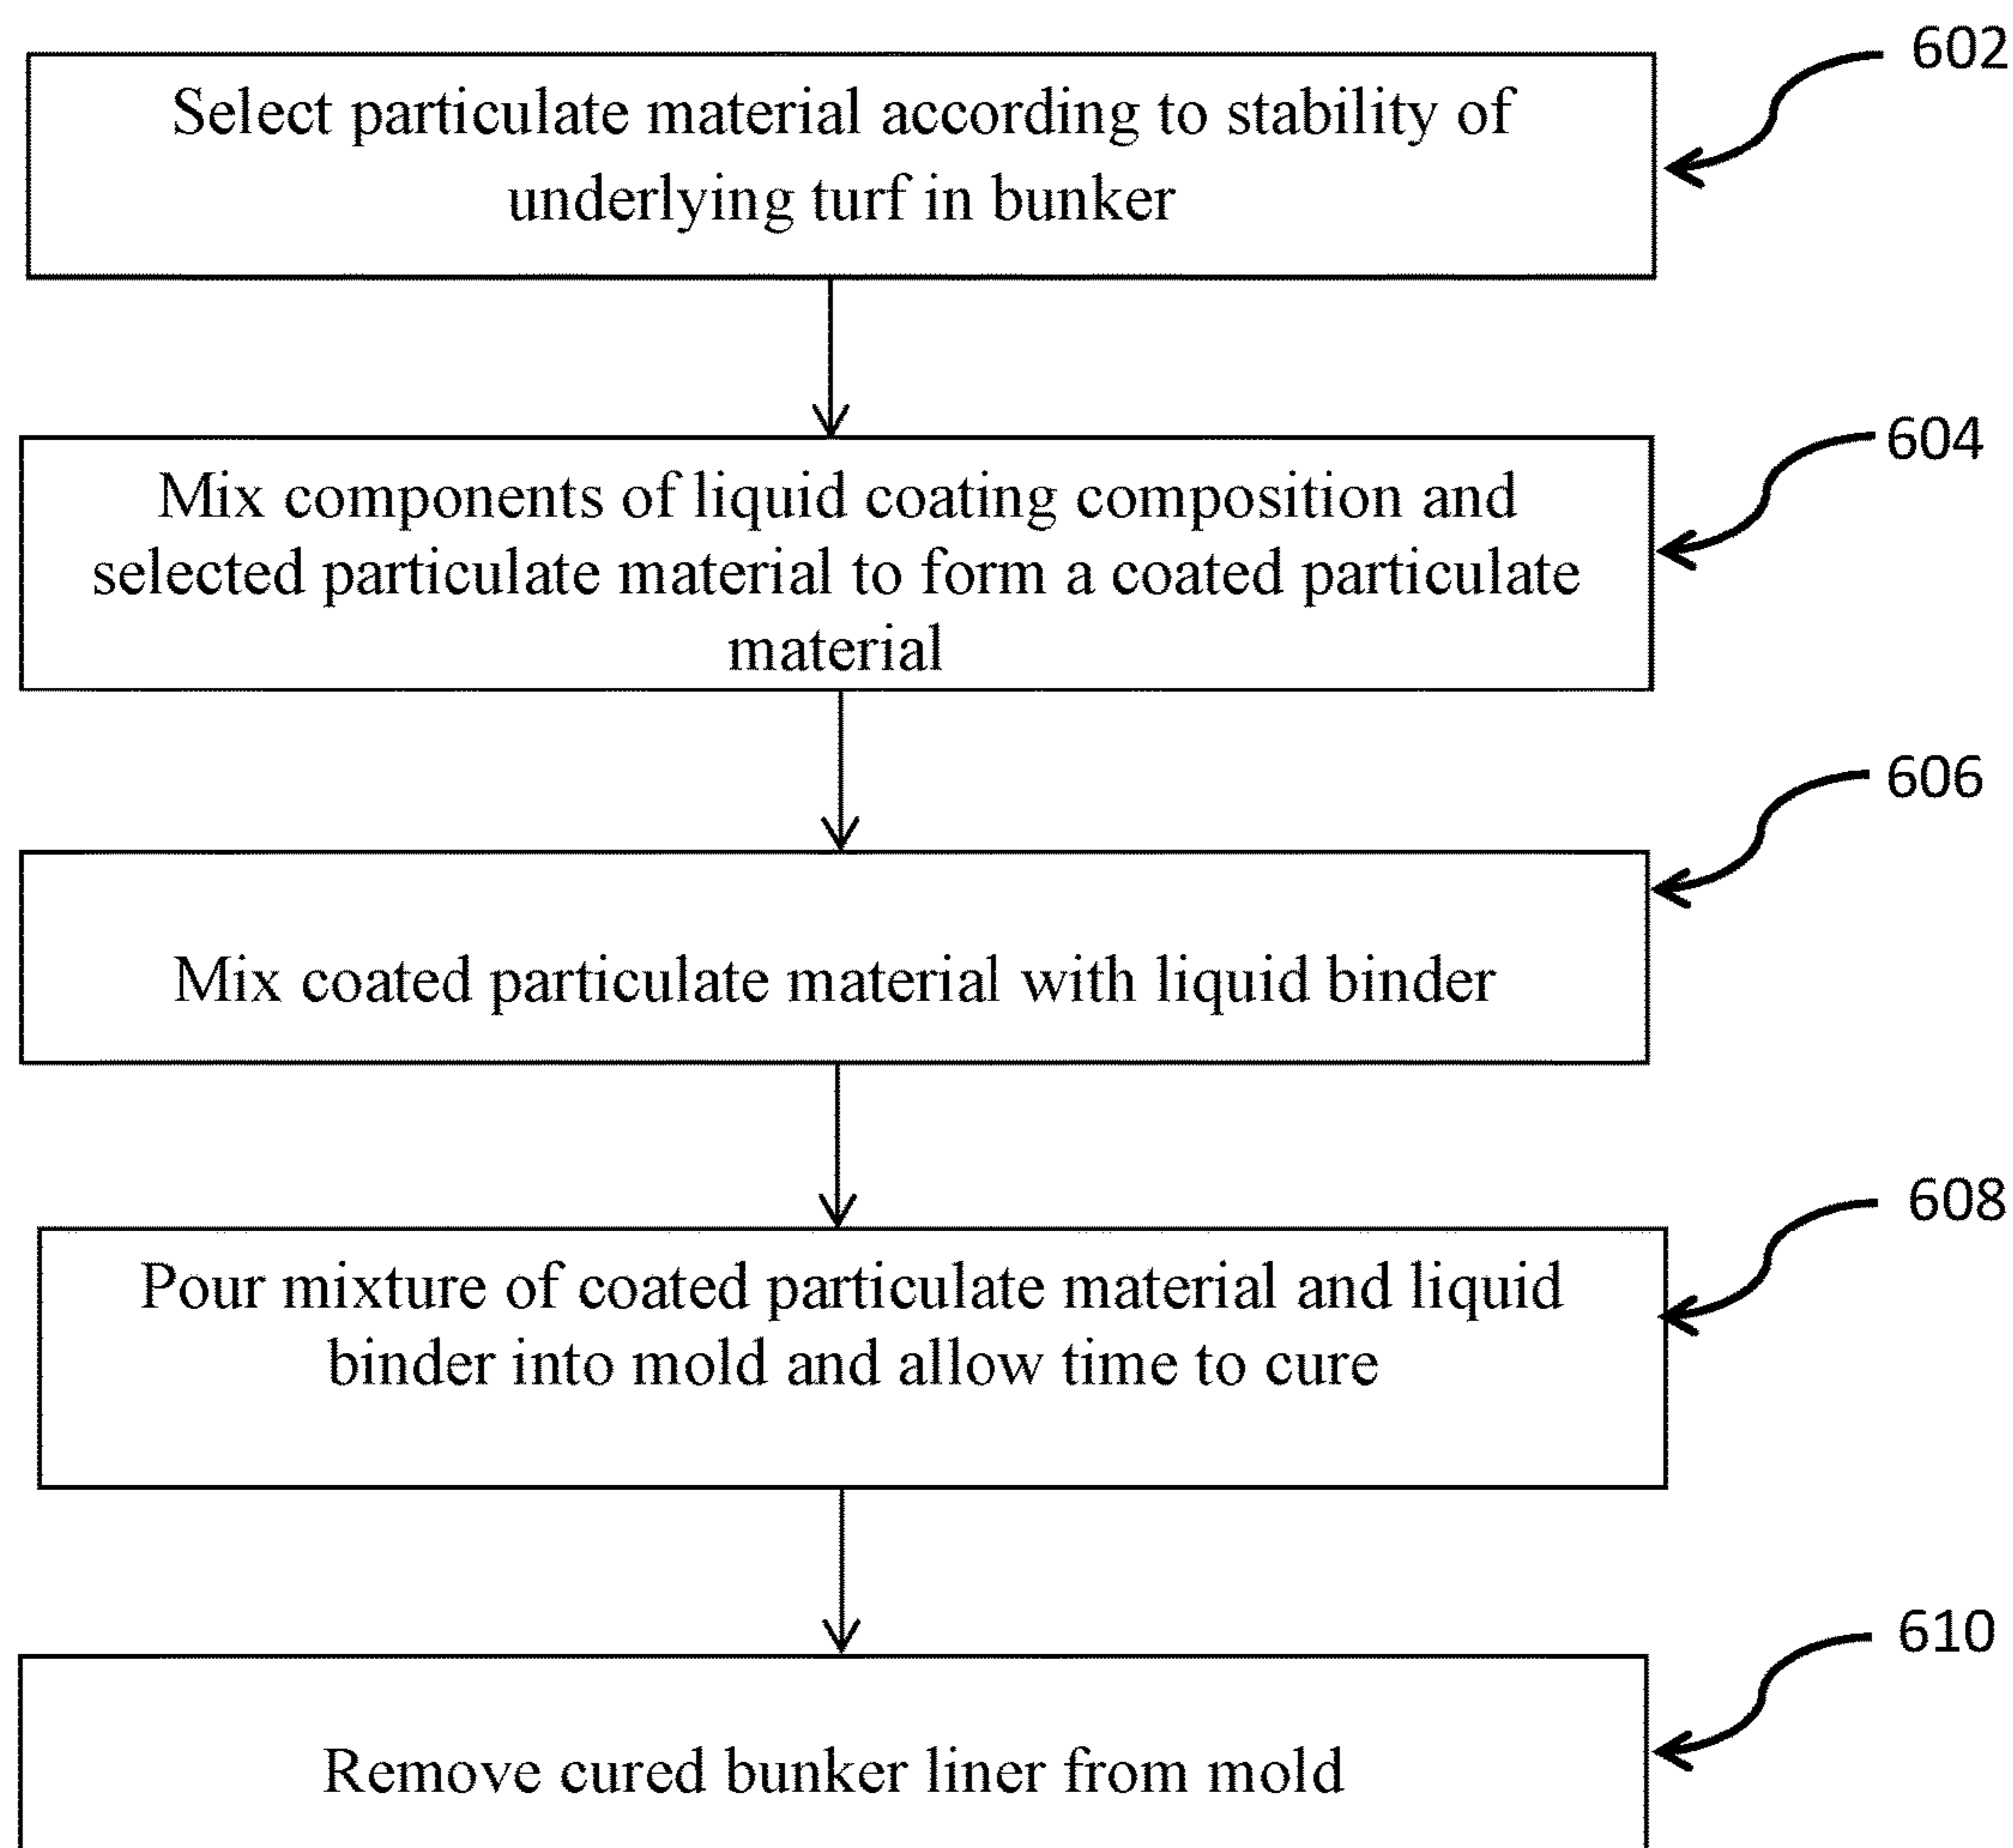 602
Select particulate material according to stability of
underlying turf in bunker
604
Mix components of liquid coating composition and
selected particulate material to form a coated particulate
material
606
Mix coated particulate material with liquid binder
608
Pour mixture of coated particulate material and liquid
binder into mold and allow time to cure
610
Remove cured bunker liner from mold